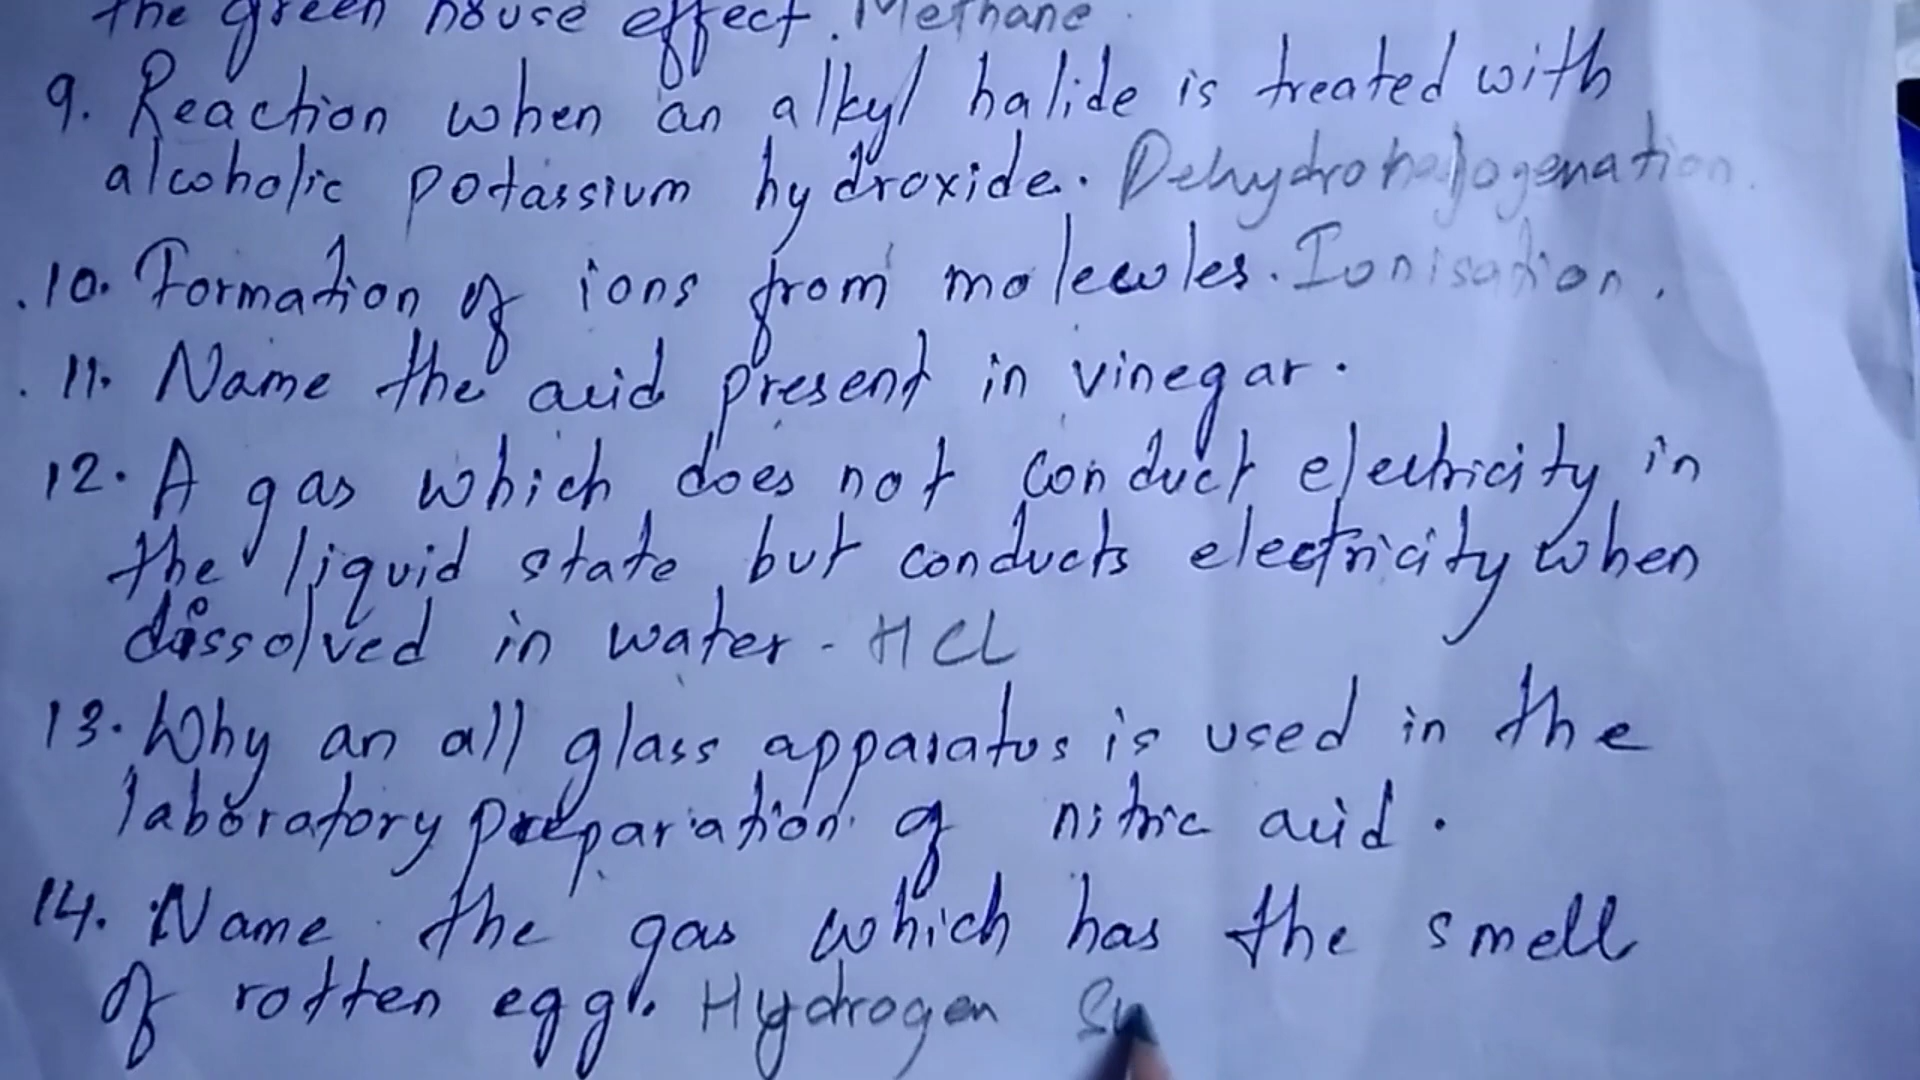 the green house effect. Methane
9. Reaction when an alkyl halide is treated with
alcoholic potassium hydroxide. Dehydrohalogenation.
10. Formation of ions from molecules. Ionisation.
11. Name the acid present in vinegar.
12. A gas which does not conduct electricity in
the liquid state but conducts electricity when
dissolved in water - HCL
13. Why an all glass apparatus is used in the
laboratory preparation of nitric acid.
14. Name the gas which has the smell
of rotten egg. Hydrogen Su